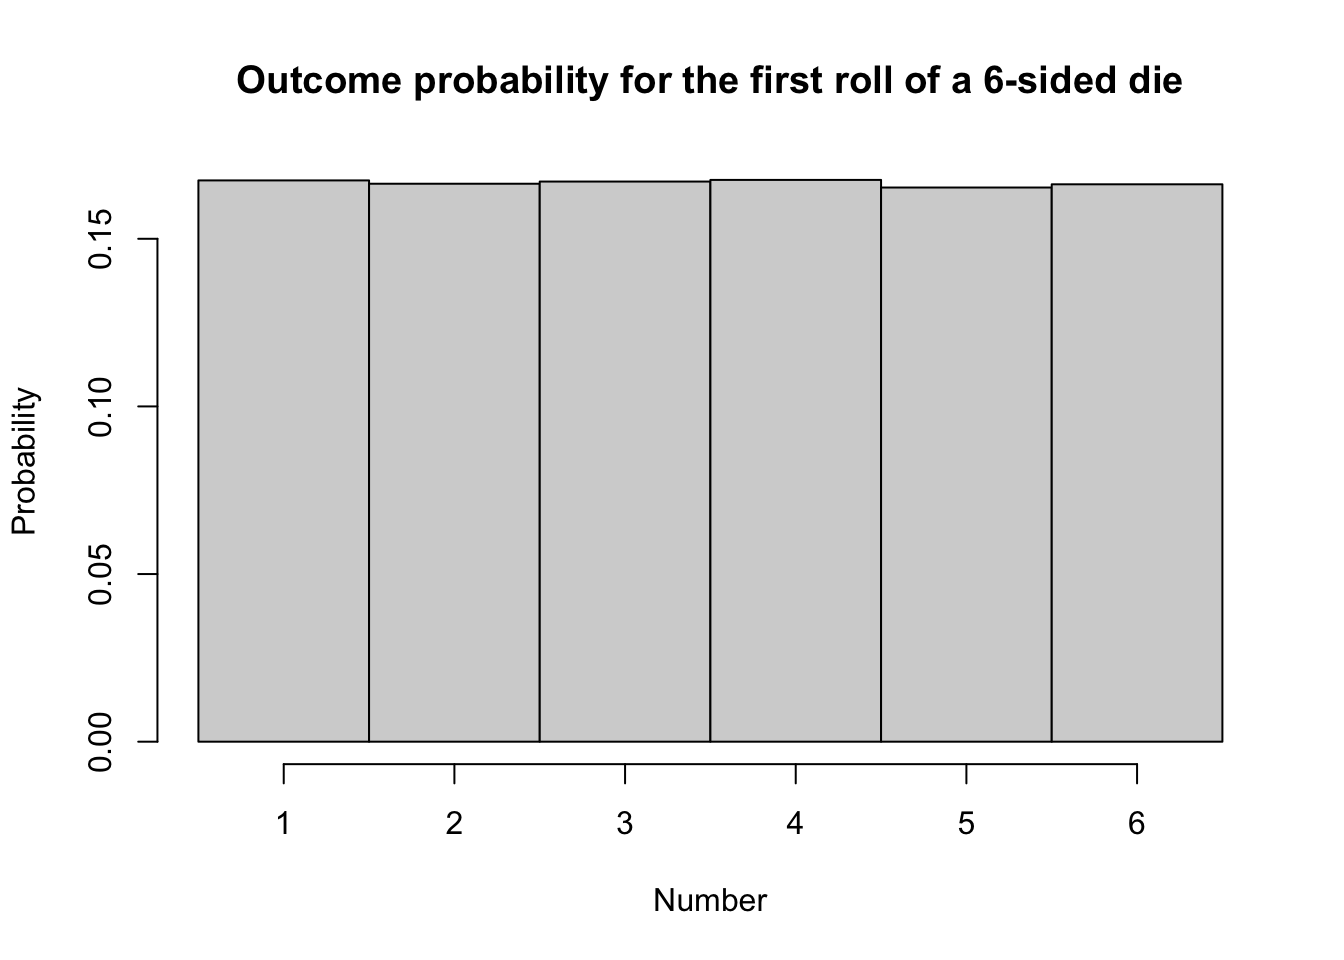 Outcome probability for the first roll of a 6-sided die
0.15
0.10
0.05
0.00
Probability
1 2 3 4 5 6
Number